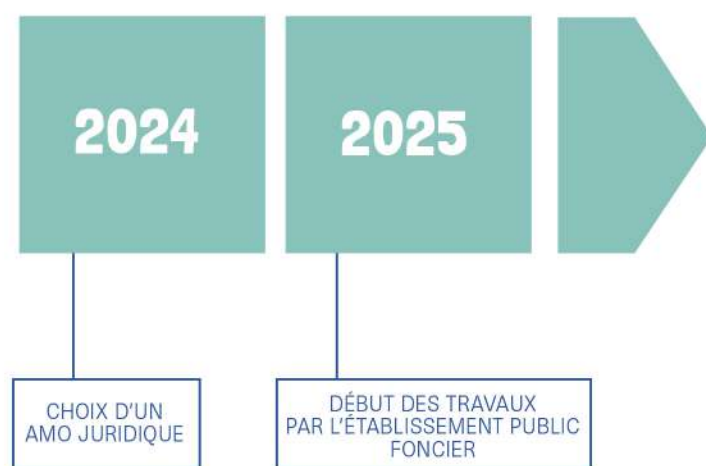 2024
2025
CHOIX D'UN
AMO JURIDIQUE
DÉBUT DES TRAVAUX
PAR L'ÉTABLISSEMENT PUBLIC
FONCIER